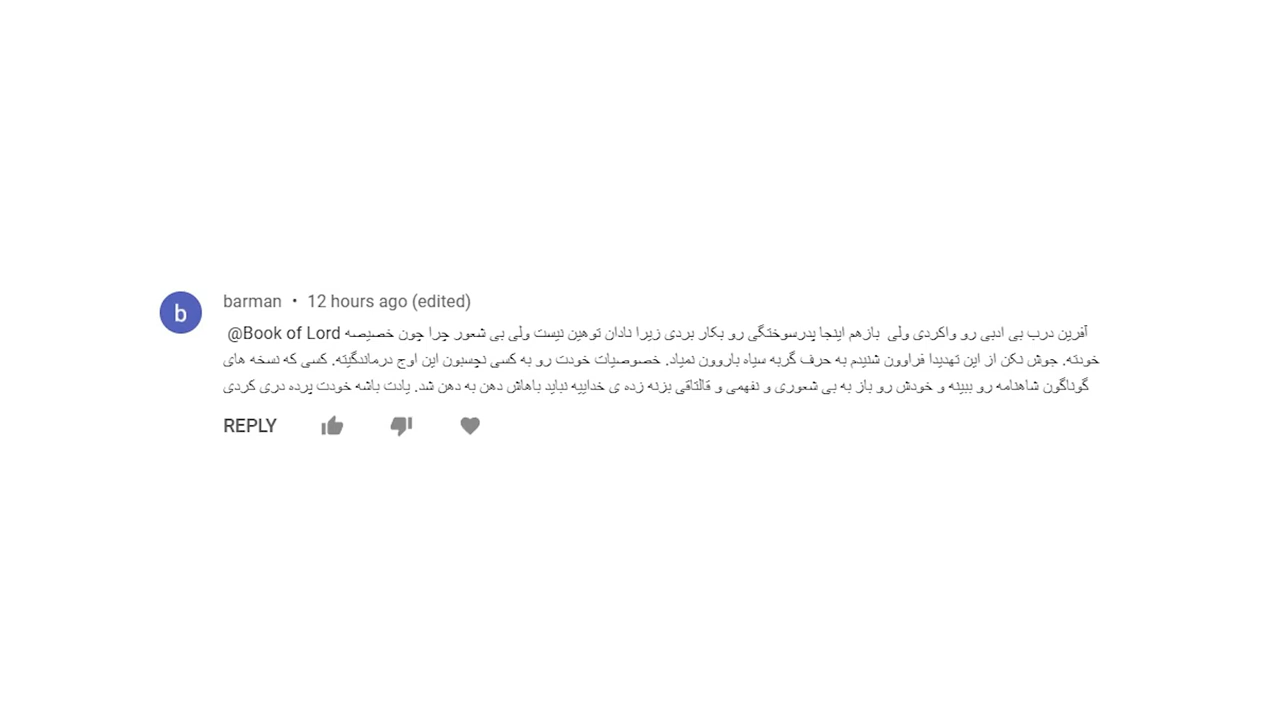 barman • 12 hours ago (edited)
@Book of Lord آفرین درب بی ادبی رو واکردی ولی  بازهم اینجا پدرسوختگی رو بکار بردی زیرا نادان توهین نیست ولی بی شعور چرا چون خصیصه
خودته. جوش نکن از این تهدیدا فراوون شنیدم به حرف گربه سیاه باروون نمیاد. خصوصیات خودت رو به کسی نچسبون این اوج درماندگیته. کسی که نسخه های
گوناگون شاهنامه رو ببینه و خودش رو باز به بی شعوری و نفهمی و قالتاقی بزنه زده ی خداییه نباید باهاش دهن به دهن شد. یادت باشه خودت پرده دری کردی
REPLY